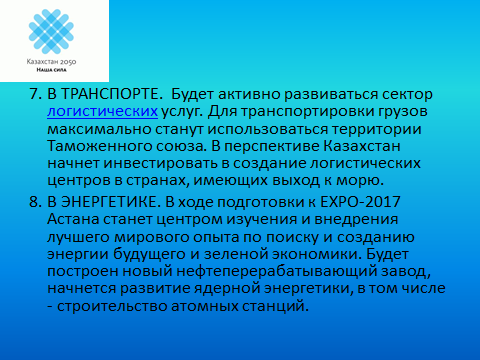 Казахстан 2050
НАША СИЛА
7. В ТРАНСПОРТЕ. Будет активно развиваться сектор
логистических услуг. Для транспортировки грузов
максимально станут использоваться территории
Таможенного союза. В перспективе Казахстан
начнет инвестировать в создание логистических
центров в странах, имеющих выход к морю.
8. В ЭНЕРГЕТИКЕ. В ходе подготовки к EXPO-2017
Астана станет центром изучения и внедрения
лучшего мирового опыта по поиску и созданию
энергии будущего и зеленой экономики. Будет
построен новый нефтеперерабатывающий завод,
начнется развитие ядерной энергетики, в том числе
- строительство атомных станций.